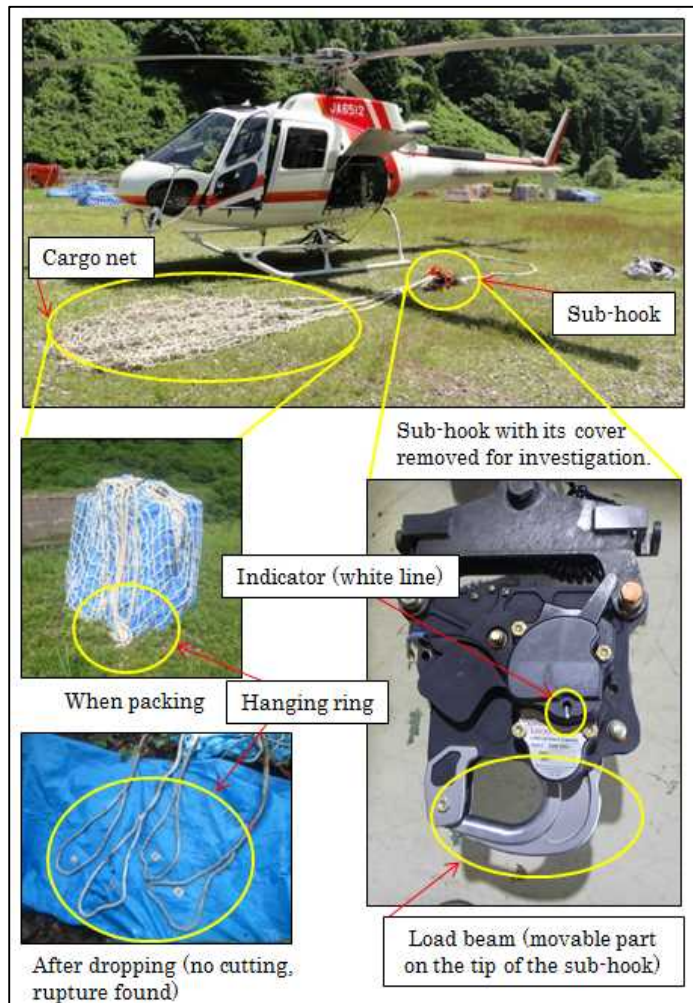 JA6512
Cargo net
Sub-hook
Sub-hook with its cover
removed for investigation.
Indicator (white line)
When packing
Hanging ring
After dropping (no cutting,
rupture found)
Load beam (movable part
on the tip of the sub-hook)